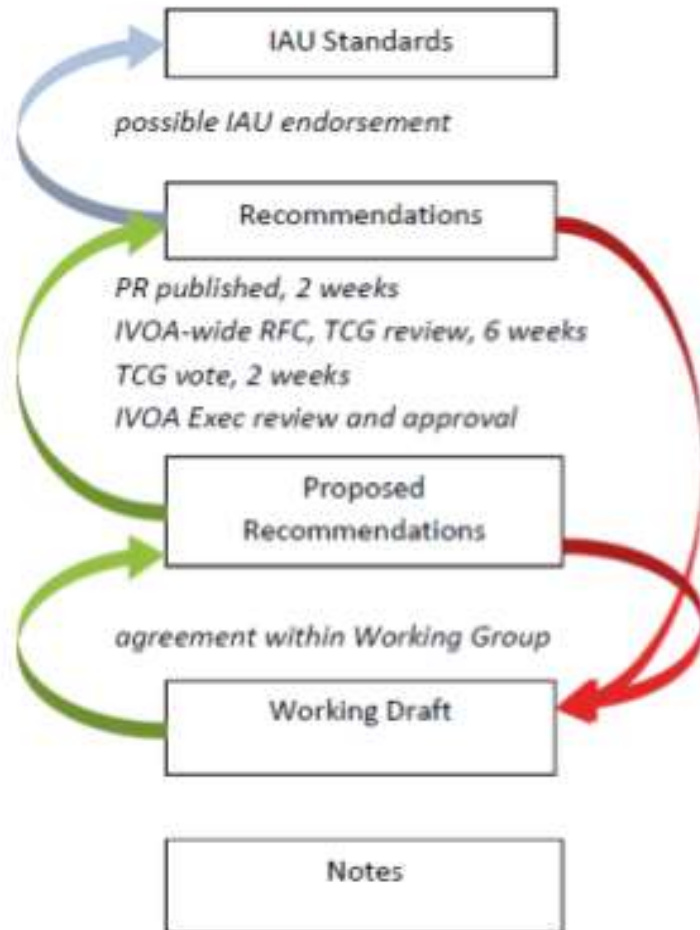 IAU Standards
possible IAU endorsement
Recommendations
PR published, 2 weeks
IVOA-wide RFC, TCG review, 6 weeks
TCG vote, 2 weeks
IVOA Exec review and approval
Proposed
Recommendations
agreement within Working Group
Working Draft
Notes